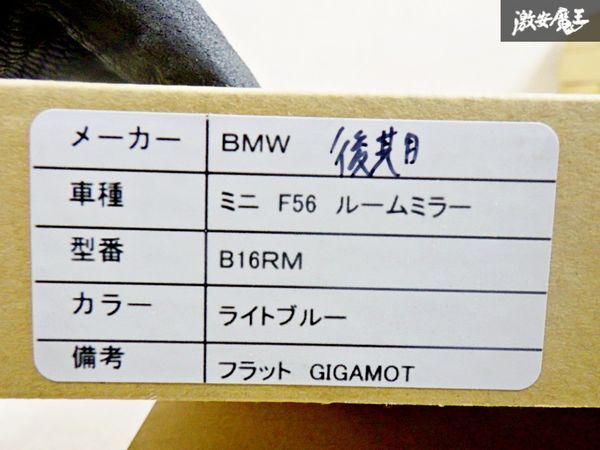 激安魔王
メーカー BMW 後期
車種 ミニ F56 ルームミラー
型番 B16RM
カラー ライトブルー
備考 フラット GIGAMOT